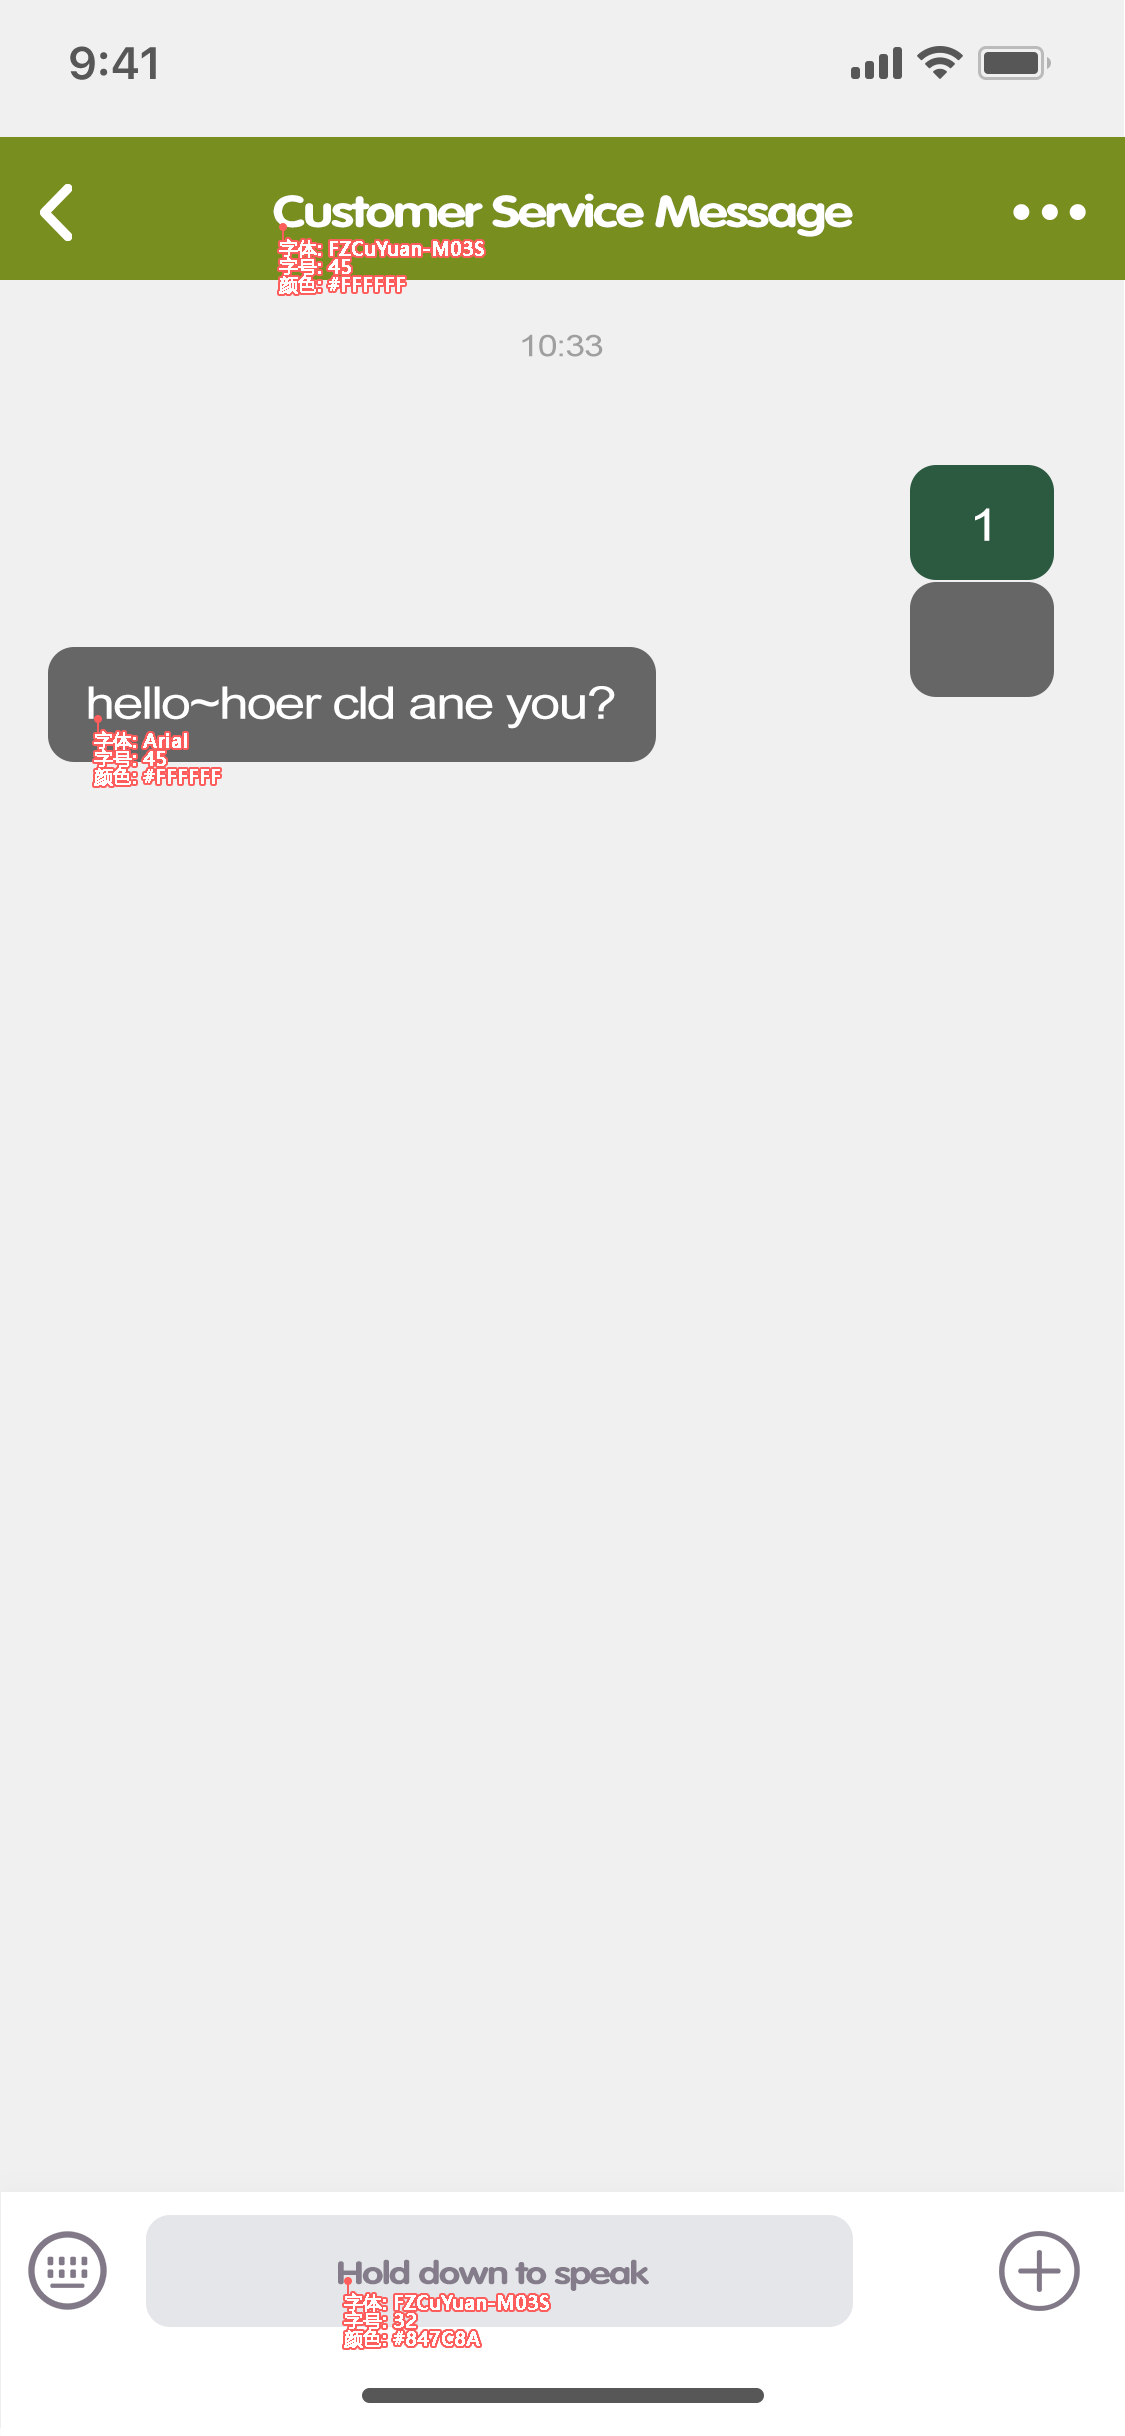 9:41
Customer Service Message
字体: FZCuYuan-M03S
字号: 45
颜色: #FFFFFF
10:33
1
hello~hoer cld ane you?
字体: Arial
字号: 45
颜色: #FFFFFF
Hold down to speak
字体: FZCuYuan-M03S
字号: 32
颜色: #847C8A